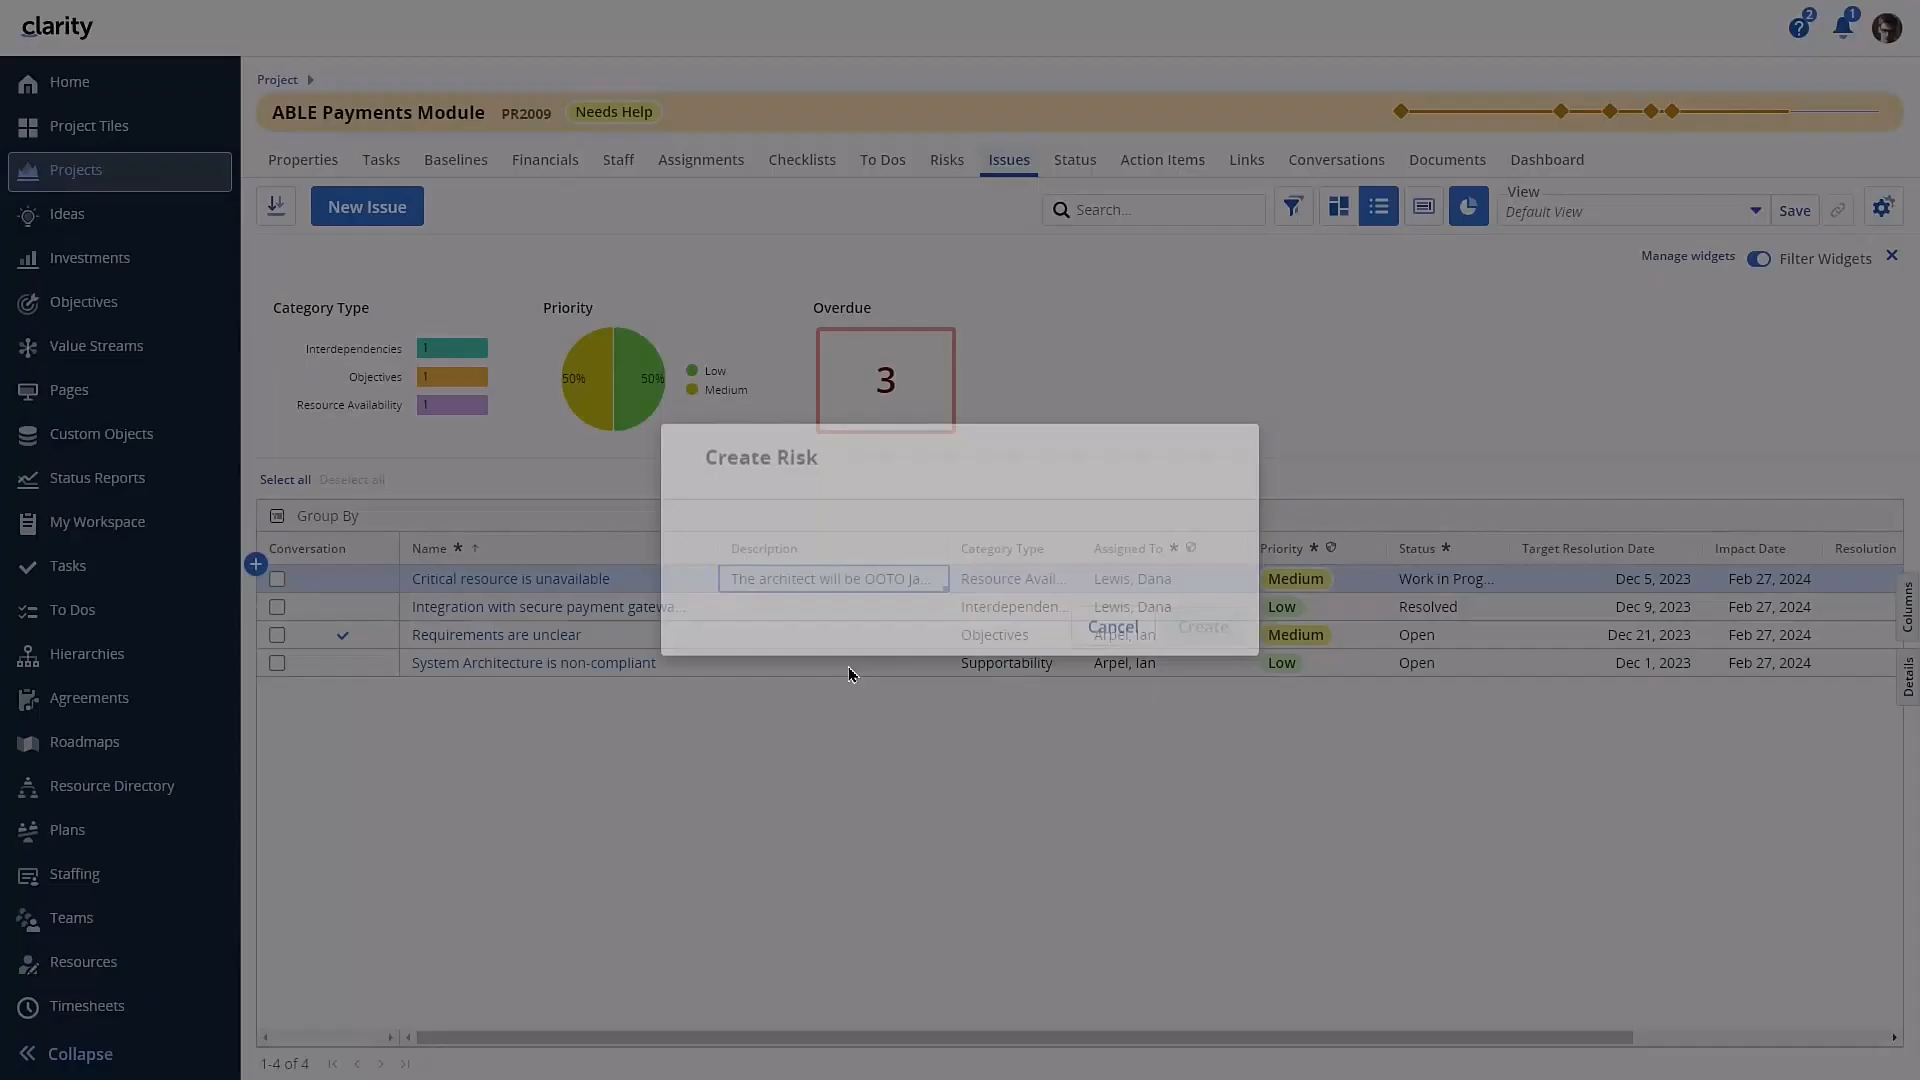 clarity
2
1
Home
Project Tiles
Projects
Ideas
Investments
Objectives
Value Streams
Pages
Custom Objects
Status Reports
My Workspace
Tasks
To Dos
Hierarchies
Agreements
Roadmaps
Resource Directory
Plans
Staffing
Teams
Resources
Timesheets
Collapse
Project
ABLE Payments Module PR2009 Needs Help
Properties Tasks Baselines Financials Staff Assignments Checklists To Dos Risks Issues Status Action Items Links Conversations Documents Dashboard
New Issue
Search...
View
Default View
Save
Manage widgets Filter Widgets
Category Type
Interdependencies 1
Objectives 1
Resource Availability 1
Priority
50% 50%
Low
Medium
Overdue
3
Create Risk
Cancel Create
Select all Deselect all
Group By
Conversation Name * Description Category Type Assigned To * Priority * Status * Target Resolution Date Impact Date Resolution
Critical resource is unavailable The architect will be OOTO Ja... Resource Avail... Lewis, Dana Medium Work in Prog... Dec 5, 2023 Feb 27, 2024
Integration with secure payment gatewa... Interdependen... Lewis, Dana Low Resolved Dec 9, 2023 Feb 27, 2024
Requirements are unclear Objectives Arpel, Ian Medium Open Dec 21, 2023 Feb 27, 2024
System Architecture is non-compliant Supportability Arpel, Ian Low Open Dec 1, 2023 Feb 27, 2024
Columns
Details
1-4 of 4